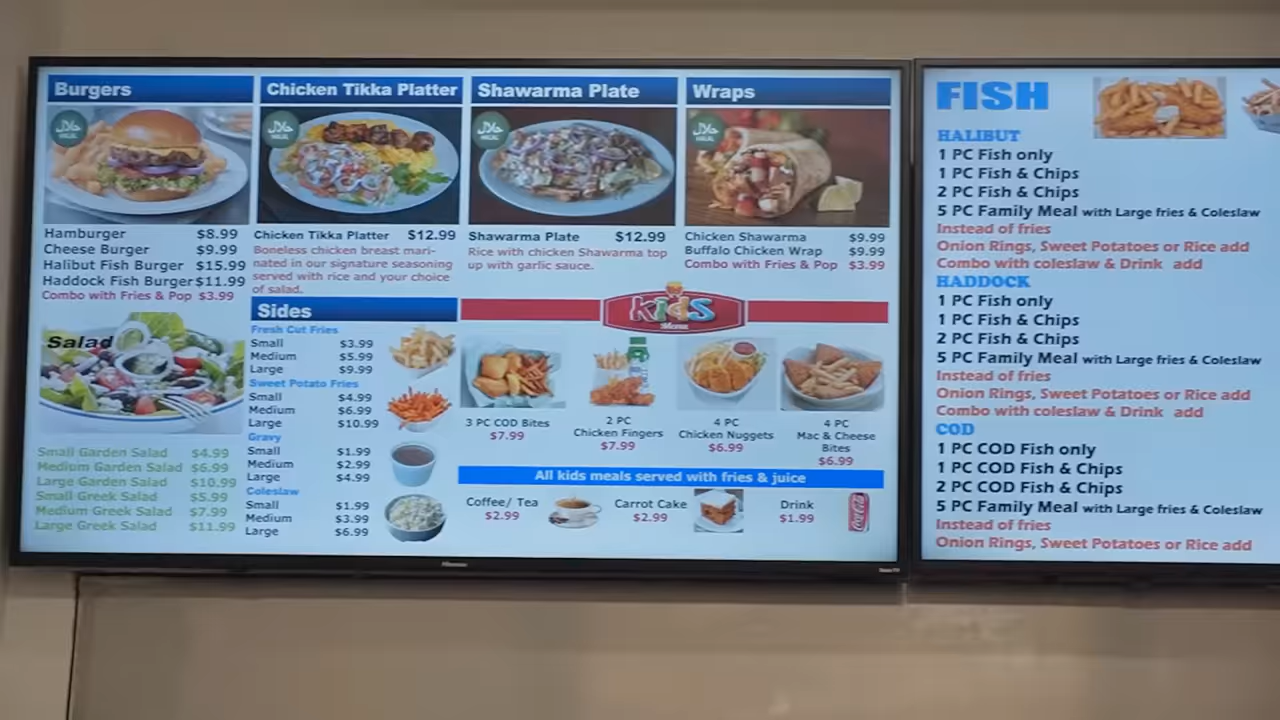 Burgers
حلال
HALAL
Hamburger $8.99
Cheese Burger $9.99
Halibut Fish Burger $15.99
Haddock Fish Burger $11.99
Combo with Fries & Pop $3.99
Salad
Small Garden Salad $4.99
Medium Garden Salad $6.99
Large Garden Salad $10.99
Small Greek Salad $5.99
Medium Greek Salad $7.99
Large Greek Salad $11.99
Chicken Tikka Platter
حلال
HALAL
Chicken Tikka Platter $12.99
Boneless chicken breast mari-
nated in our signature seasoning
served with rice and your choice
of salad.
Sides
Fresh Cut Fries
Small $3.99
Medium $5.99
Large $9.99
Sweet Potato Fries
Small $4.99
Medium $6.99
Large $10.99
Gravy
Small $1.99
Medium $2.99
Large $4.99
Coleslaw
Small $1.99
Medium $3.99
Large $6.99
Shawarma Plate
حلال
HALAL
Shawarma Plate $12.99
Rice with chicken Shawarma top
up with garlic sauce.
Wraps
حلال
HALAL
Chicken Shawarma $9.99
Buffalo Chicken Wrap $9.99
Combo with Fries & Pop $3.99
kids
Menu
3 PC COD Bites
$7.99
2 PC
Chicken Fingers
$7.99
4 PC
Chicken Nuggets
$6.99
4 PC
Mac & Cheese
Bites
$6.99
All kids meals served with fries & juice
Coffee/ Tea
$2.99
Carrot Cake
$2.99
Drink
$1.99
Coca-Cola
Hisense
Roku TV
FISH
HALIBUT
1 PC Fish only
1 PC Fish & Chips
2 PC Fish & Chips
5 PC Family Meal with Large fries & Coleslaw
Instead of fries
Onion Rings, Sweet Potatoes or Rice add
Combo with coleslaw & Drink add
HADDOCK
1 PC Fish only
1 PC Fish & Chips
2 PC Fish & Chips
5 PC Family Meal with Large fries & Coleslaw
Instead of fries
Onion Rings, Sweet Potatoes or Rice add
Combo with coleslaw & Drink add
COD
1 PC COD Fish only
1 PC COD Fish & Chips
2 PC COD Fish & Chips
5 PC Family Meal with Large fries & Coleslaw
Instead of fries
Onion Rings, Sweet Potatoes or Rice add